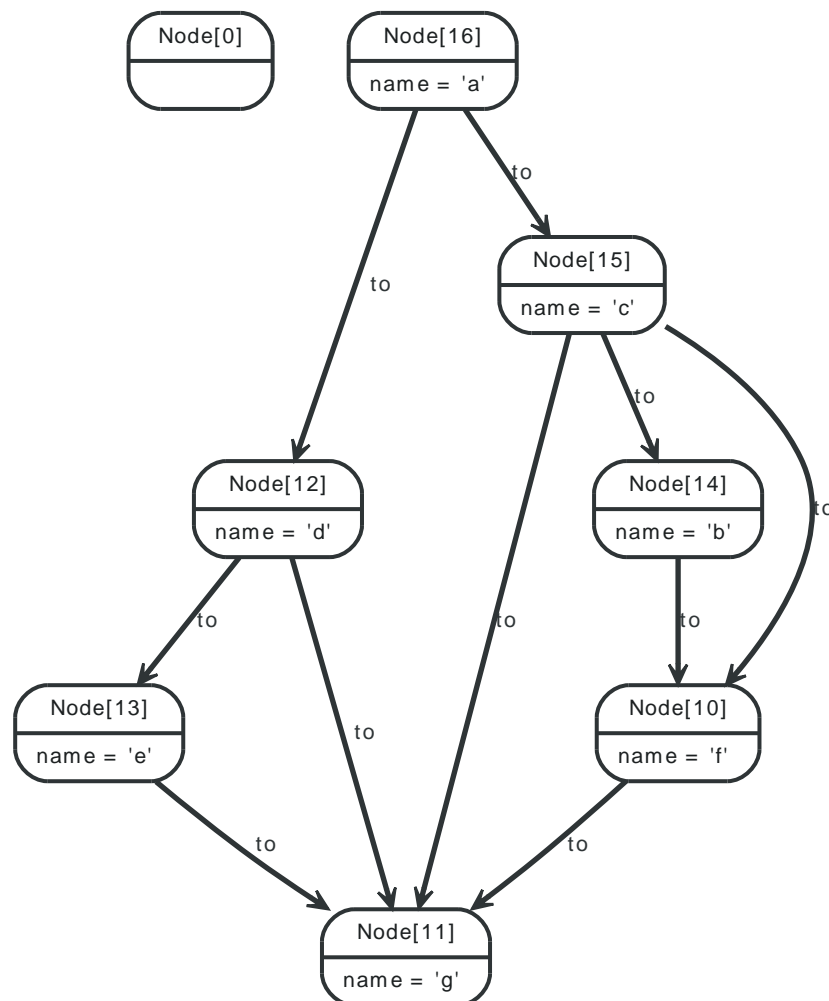 Node[0]
Node[16]
name = 'a'
to
Node[15]
to
name = 'c'
to
Node[12]
Node[14]
to
name = 'd'
name = 'b'
to
to
to
Node[13]
Node[10]
to
name = 'e'
name = 'f'
to
to
Node[11]
name = 'g'